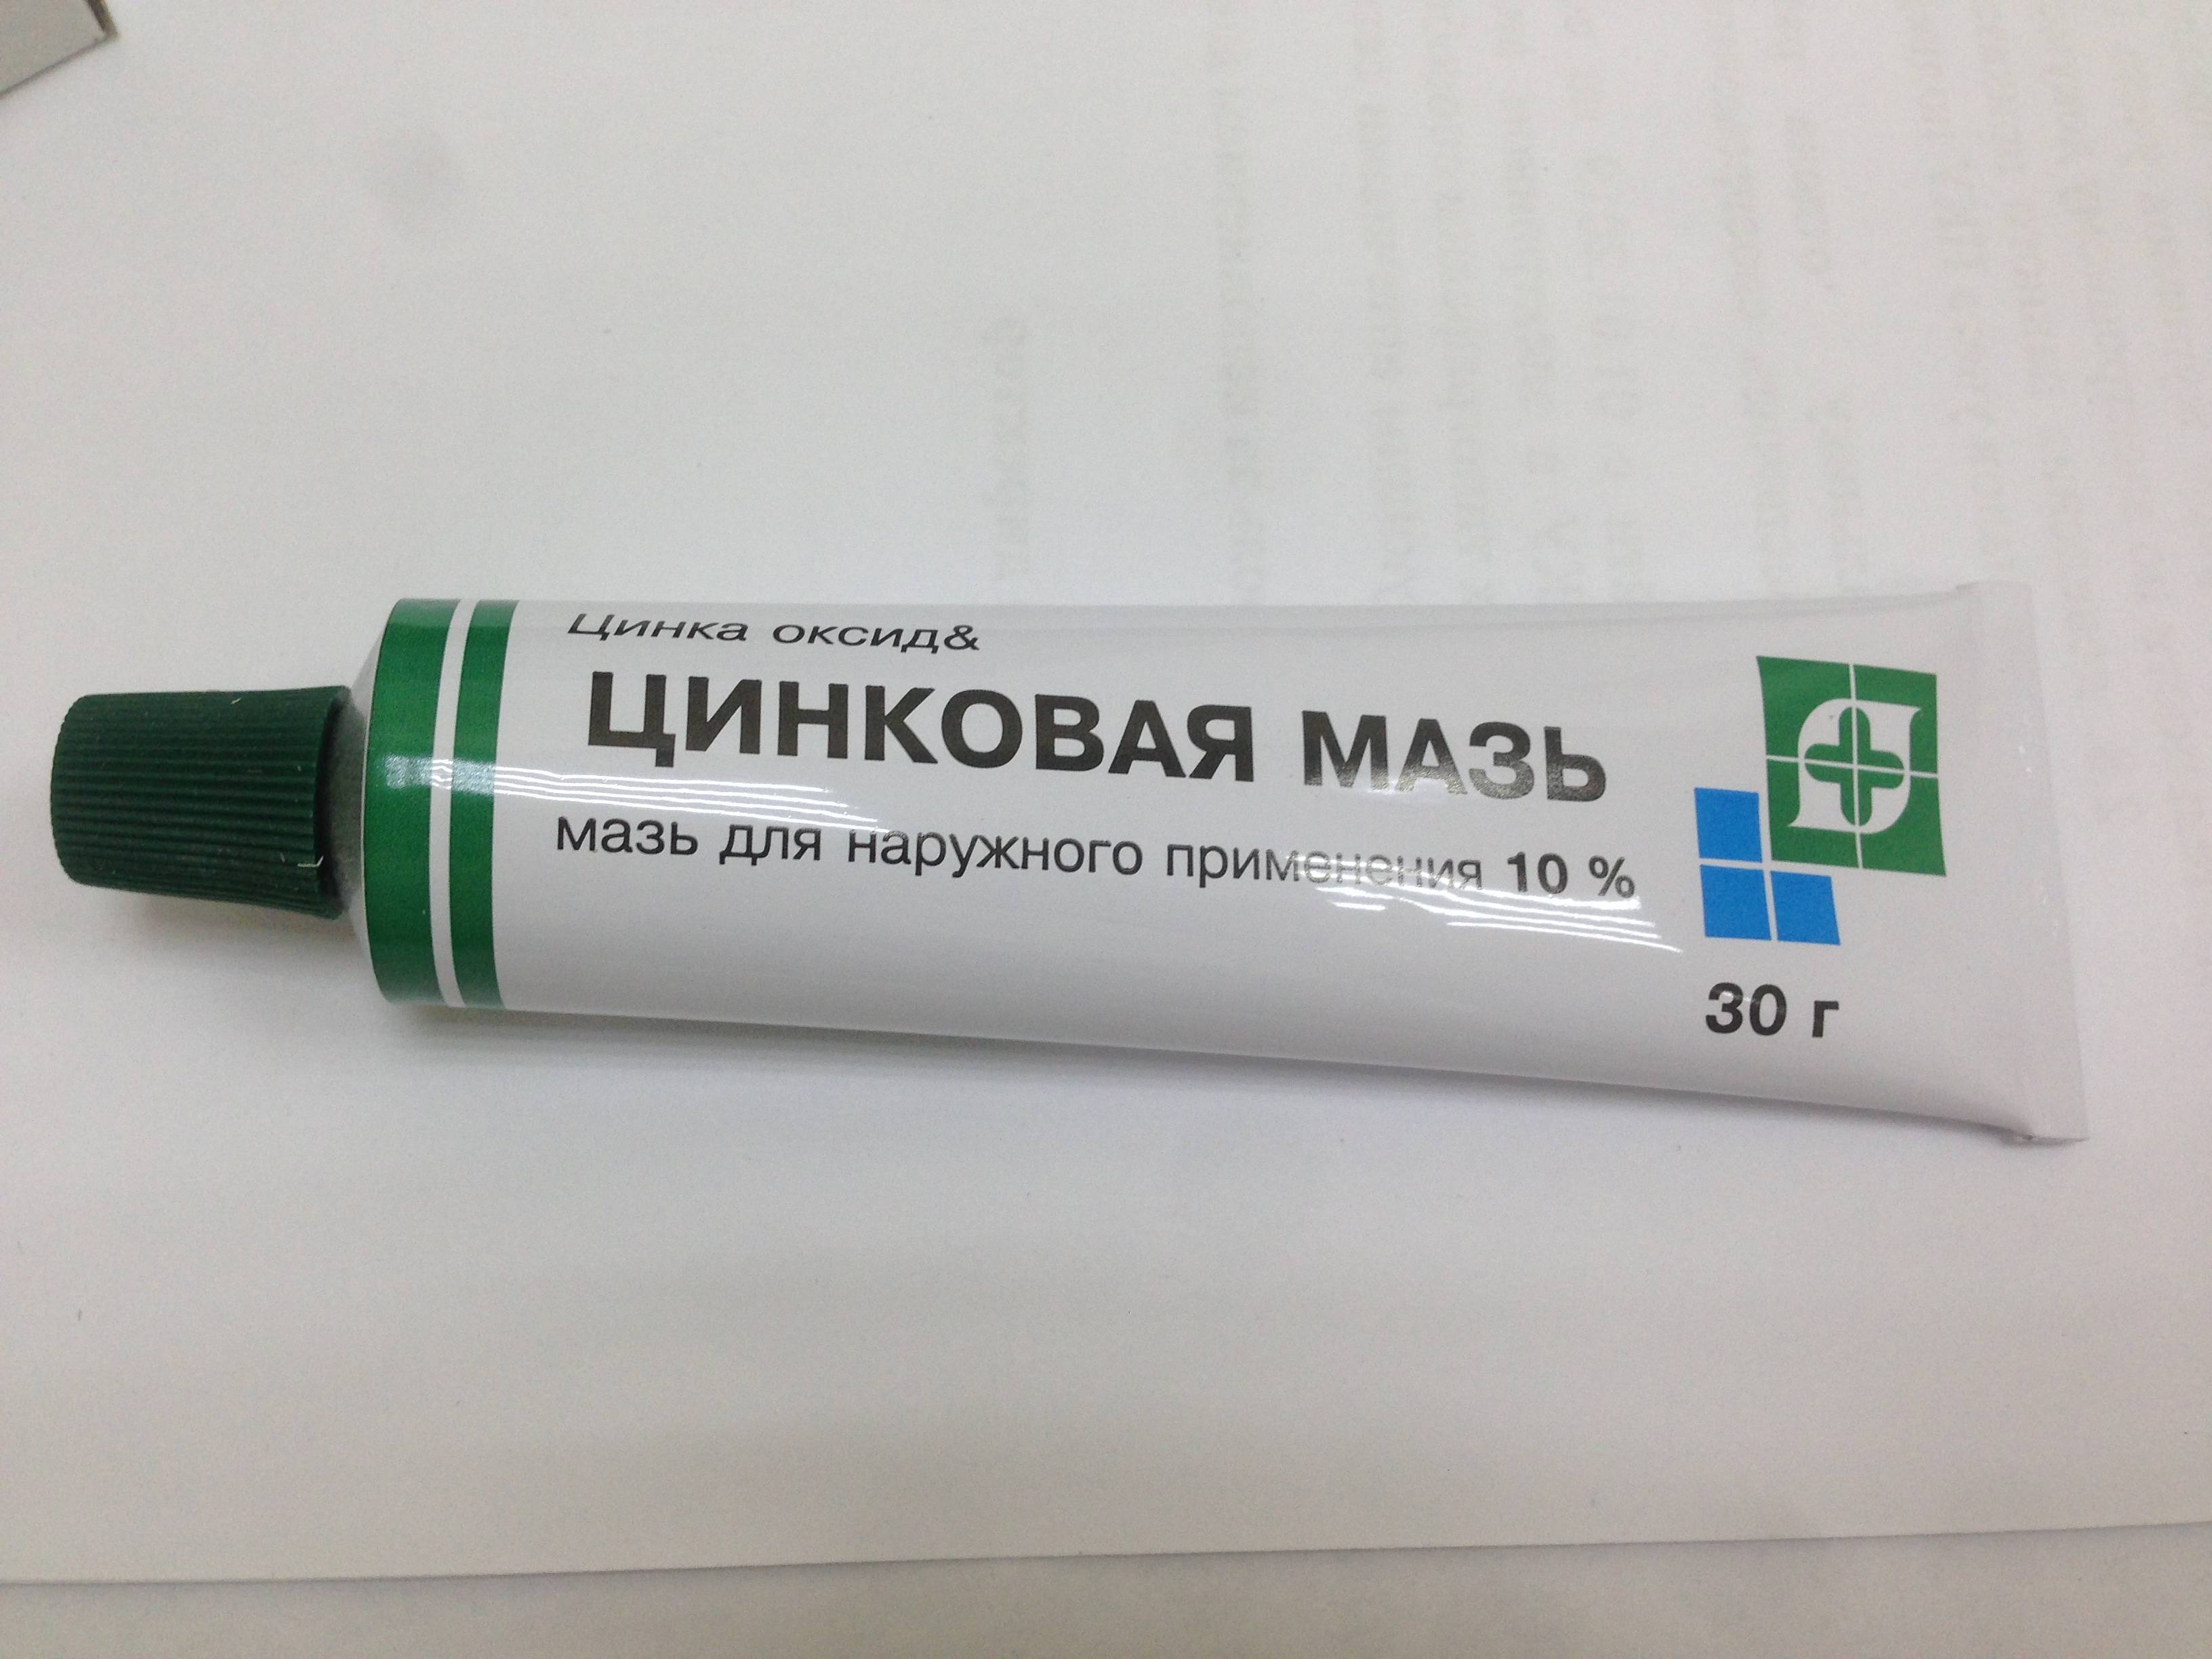 Цинка оксид&
ЦИНКОВАЯ МАЗЬ
мазь для наружного применения 10 %
30 г